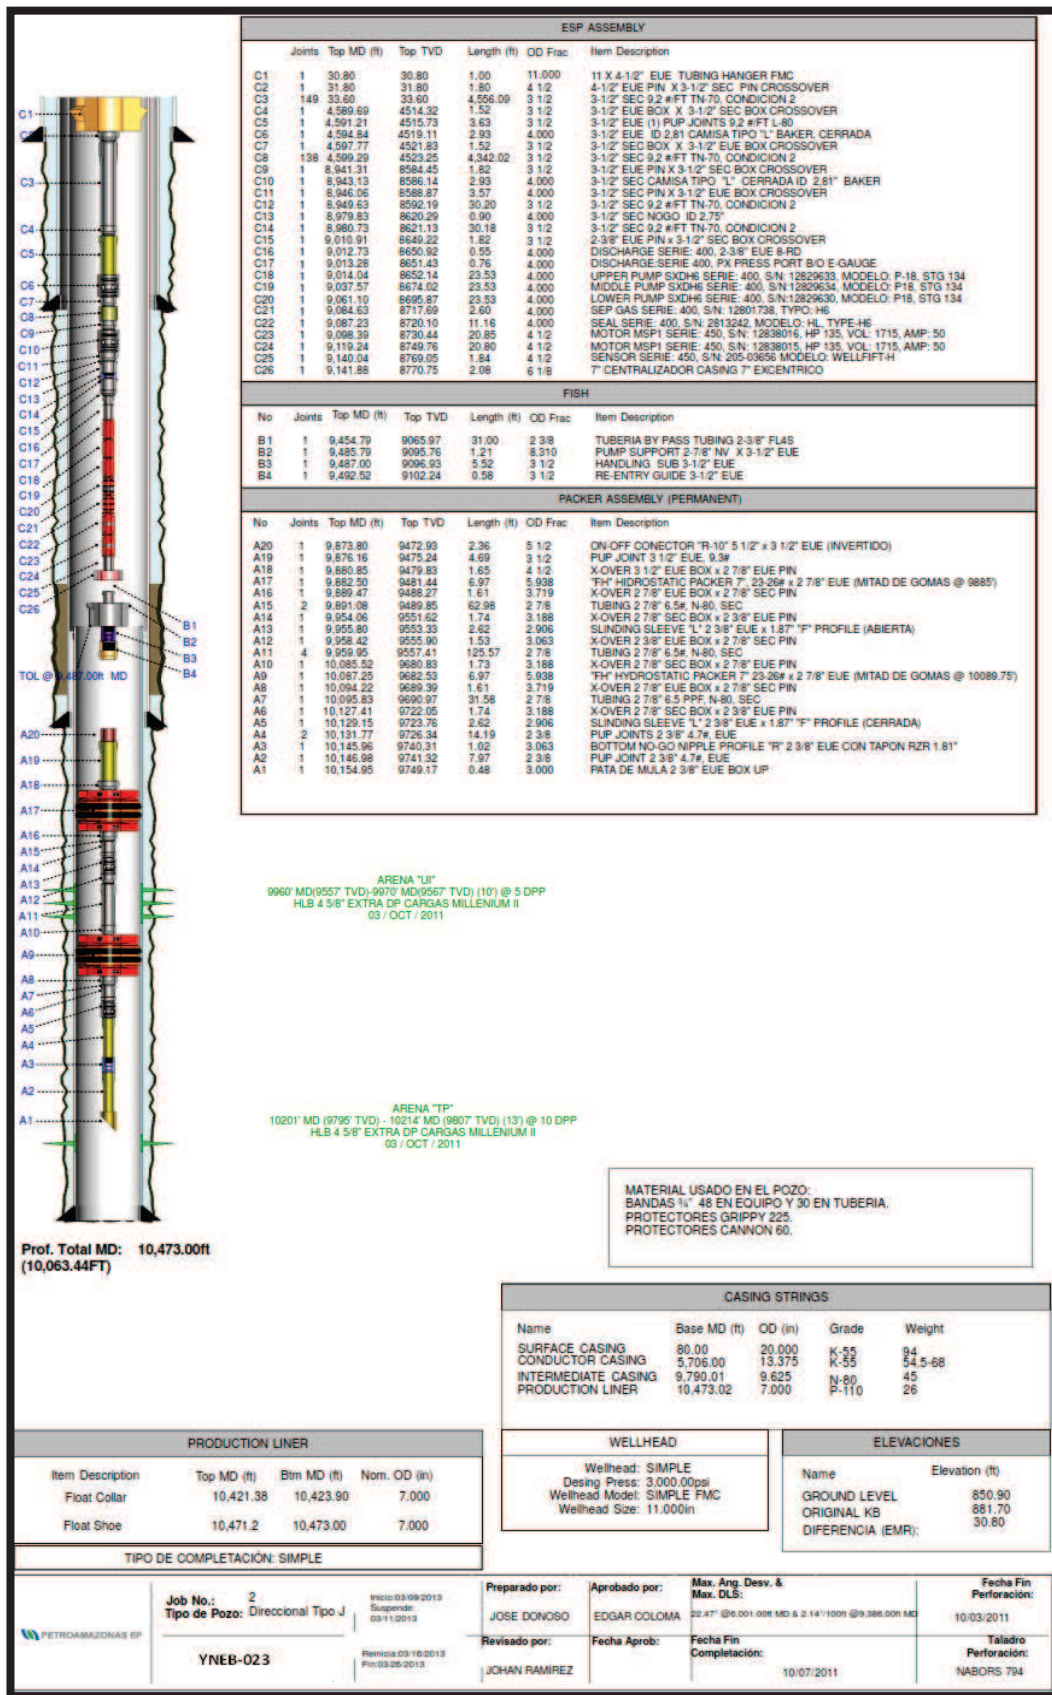 ESP ASSEMBLY
Joints Top MD (ft) Top TVD Length (ft) OD Frac Item Description
C1 1 30.80 30.80 1.00 11.000 11 X 4-1/2" EUE TUBING HANGER FMC
C2 1 31.80 31.80 1.80 4 1/2 4-1/2" EUE PIN X 3-1/2" SEC PIN CROSSOVER
C3 149 33.60 33.60 4,556.09 3 1/2 3-1/2" SEC 9,2 #/FT TN-70, CONDICION 2
C4 1 4,589.69 4514.32 1.52 3 1/2 3-1/2" EUE BOX X 3-1/2" SEC BOX CROSSOVER
C5 1 4,591.21 4515.73 3.63 3 1/2 3-1/2" EUE (1) PUP JOINTS 9,2 #/FT L-80
C6 1 4,594.84 4519.11 2.93 4.000 3-1/2" EUE ID 2,81 CAMISA TIPO "L" BAKER, CERRADA
C7 1 4,597.77 4521.83 1.52 3 1/2 3-1/2" SEC BOX X 3-1/2" EUE BOX CROSSOVER
C8 138 4,599.29 4523.25 4,342.02 3 1/2 3-1/2" SEC 9,2 #/FT TN-70, CONDICION 2
C9 1 8,941.31 8584.45 1.82 3 1/2 3-1/2" EUE PIN X 3-1/2" SEC BOX CROSSOVER
C10 1 8,943.13 8586.14 2.93 4.000 3-1/2" SEC CAMISA TIPO "L" CERRADA ID 2,81" BAKER
C11 1 8,946.06 8588.87 3.57 4.000 3-1/2" SEC PIN X 3-1/2" EUE BOX CROSSOVER
C12 1 8,949.63 8592.19 30.20 3 1/2 3-1/2" SEC 9,2 #/FT TN-70, CONDICION 2
C13 1 8,979.83 8620.29 0.90 4.000 3-1/2" SEC NOGO ID 2,75"
C14 1 8,980.73 8621.13 30.18 3 1/2 3-1/2" SEC 9,2 #/FT TN-70, CONDICION 2
C15 1 9,010.91 8649.22 1.82 3 1/2 2-3/8" EUE PIN x 3-1/2" SEC BOX CROSSOVER
C16 1 9,012.73 8650.92 0.55 4.000 DISCHARGE SERIE: 400, 2-3/8" EUE 8-RD
C17 1 9,013.28 8651.43 0.76 4.000 DISCHARGE:SERIE 400, PX PRESS PORT B/O E-GAUGE
C18 1 9,014.04 8652.14 23.53 4.000 UPPER PUMP SXDH6 SERIE: 400, S/N: 12829633, MODELO: P-18, STG 134
C19 1 9,037.57 8674.02 23.53 4.000 MIDDLE PUMP SXDH6 SERIE: 400, S/N:12829634, MODELO: P18, STG 134
C20 1 9,061.10 8695.87 23.53 4.000 LOWER PUMP SXDH6 SERIE: 400, S/N:12829630, MODELO: P18, STG 134
C21 1 9,084.63 8717.69 2.60 4.000 SEP GAS SERIE: 400, S/N: 12801738, TYPO: H6
C22 1 9,087.23 8720.10 11.16 4.000 SEAL SERIE: 400, S/N: 2813242, MODELO: HL, TYPE-H6
C23 1 9,098.39 8730.44 20.85 4 1/2 MOTOR MSP1 SERIE: 450, S/N: 12838016, HP 135, VOL: 1715, AMP: 50
C24 1 9,119.24 8749.76 20.80 4 1/2 MOTOR MSP1 SERIE: 450, S/N: 12838015, HP 135, VOL: 1715, AMP: 50
C25 1 9,140.04 8769.05 1.84 4 1/2 SENSOR SERIE: 450, S/N: 205-03656 MODELO: WELLFIFT-H
C26 1 9,141.88 8770.75 2.08 6 1/8 7" CENTRALIZADOR CASING 7" EXCENTRICO
FISH
No Joints Top MD (ft) Top TVD Length (ft) OD Frac Item Description
B1 1 9,454.79 9065.97 31.00 2 3/8 TUBERIA BY PASS TUBING 2-3/8" FL4S
B2 1 9,485.79 9095.76 1.21 8.310 PUMP SUPPORT 2-7/8" NV X 3-1/2" EUE
B3 1 9,487.00 9096.93 5.52 3 1/2 HANDLING SUB 3-1/2" EUE
B4 1 9,492.52 9102.24 0.58 3 1/2 RE-ENTRY GUIDE 3-1/2" EUE
PACKER ASSEMBLY (PERMANENT)
No Joints Top MD (ft) Top TVD Length (ft) OD Frac Item Description
A20 1 9,873.80 9472.93 2.36 5 1/2 ON-OFF CONECTOR "R-10" 5 1/2" x 3 1/2" EUE (INVERTIDO)
A19 1 9,876.16 9475.24 4.69 3 1/2 PUP JOINT 3 1/2" EUE, 9.3#
A18 1 9,880.85 9479.83 1.65 4 1/2 X-OVER 3 1/2" EUE BOX x 2 7/8" EUE PIN
A17 1 9,882.50 9481.44 6.97 5.938 "FH" HIDROSTATIC PACKER 7", 23-26# x 2 7/8" EUE (MITAD DE GOMAS @ 9885')
A16 1 9,889.47 9488.27 1.61 3.719 X-OVER 2 7/8" EUE BOX x 2 7/8" SEC PIN
A15 2 9,891.08 9489.85 62.98 2 7/8 TUBING 2 7/8" 6.5#, N-80, SEC
A14 1 9,954.06 9551.62 1.74 3.188 X-OVER 2 7/8" SEC BOX x 2 3/8" EUE PIN
A13 1 9,955.80 9553.33 2.62 2.906 SLINDING SLEEVE "L" 2 3/8" EUE x 1.87" "F" PROFILE (ABIERTA)
A12 1 9,958.42 9555.90 1.53 3.063 X-OVER 2 3/8" EUE BOX x 2 7/8" SEC PIN
A11 4 9,959.95 9557.41 125.57 2 7/8 TUBING 2 7/8" 6.5#, N-80, SEC
A10 1 10,085.52 9680.83 1.73 3.188 X-OVER 2 7/8" SEC BOX x 2 7/8" EUE PIN
A9 1 10,087.25 9682.53 6.97 5.938 "FH" HYDROSTATIC PACKER 7" 23-26# x 2 7/8" EUE (MITAD DE GOMAS @ 10089.75')
A8 1 10,094.22 9689.39 1.61 3.719 X-OVER 2 7/8" EUE BOX x 2 7/8" SEC PIN
A7 1 10,095.83 9690.97 31.58 2 7/8 TUBING 2 7/8" 6.5 PPF, N-80, SEC
A6 1 10,127.41 9722.05 1.74 3.188 X-OVER 2 7/8" SEC BOX x 2 3/8" EUE PIN
A5 1 10,129.15 9723.76 2.62 2.906 SLINDING SLEEVE "L" 2 3/8" EUE x 1.87" "F" PROFILE (CERRADA)
A4 2 10,131.77 9726.34 14.19 2 3/8 PUP JOINTS 2 3/8" 4.7#, EUE
A3 1 10,145.96 9740.31 1.02 3.063 BOTTOM NO-GO NIPPLE PROFILE "R" 2 3/8" EUE CON TAPON RZR 1.81"
A2 1 10,146.98 9741.32 7.97 2 3/8 PUP JOINT 2 3/8" 4.7#, EUE
A1 1 10,154.95 9749.17 0.48 3.000 PATA DE MULA 2 3/8" EUE BOX UP
C1
C3
C4
C5
C6
C7
C8
C9
C10
C11
C12
C13
C14
C15
C16
C17
C18
C19
C20
C21
C22
C23
C24
C25
C26
B1
B2
B3
B4
TOL @ 9,487.00ft MD
A20
A19
A18
A17
A16
A15
A14
A13
A12
A11
A10
A9
A8
A7
A6
A5
A4
A3
A2
A1
ARENA "UI"
9960' MD(9557' TVD)-9970' MD(9567' TVD) (10') @ 5 DPP
HLB 4 5/8" EXTRA DP CARGAS MILLENIUM II
03 / OCT / 2011
ARENA "TP"
10201' MD (9795' TVD) - 10214' MD (9807' TVD) (13') @ 10 DPP
HLB 4 5/8" EXTRA DP CARGAS MILLENIUM II
03 / OCT / 2011
MATERIAL USADO EN EL POZO:
BANDAS ¾" 48 EN EQUIPO Y 30 EN TUBERIA.
PROTECTORES GRIPPY 225.
PROTECTORES CANNON 60.
Prof. Total MD: 10,473.00ft
(10,063.44FT)
CASING STRINGS
Name Base MD (ft) OD (in) Grade Weight
SURFACE CASING 80.00 20.000 K-55 94
CONDUCTOR CASING 5,706.00 13.375 K-55 54.5-68
INTERMEDIATE CASING 9,790.01 9.625 N-80 45
PRODUCTION LINER 10,473.02 7.000 P-110 26
PRODUCTION LINER
Item Description Top MD (ft) Btm MD (ft) Nom. OD (in)
Float Collar 10,421.38 10,423.90 7.000
Float Shoe 10,471.2 10,473.00 7.000
TIPO DE COMPLETACIÓN: SIMPLE
WELLHEAD
Wellhead: SIMPLE
Desing Press: 3,000.00psi
Wellhead Model: SIMPLE FMC
Wellhead Size: 11.000in
ELEVACIONES
Name Elevation (ft)
GROUND LEVEL 850.90
ORIGINAL KB 881.70
DIFERENCIA (EMR): 30.80
PETROAMAZONAS EP
Job No.: 2
Tipo de Pozo: Direccional Tipo J
YNEB-023
Inicio:03/09/2013
Suspende:
03/11/2013
Reinicia:03/16/2013
Fin:03/26/2013
Preparado por:
JOSE DONOSO
Revisado por:
JOHAN RAMIREZ
Aprobado por:
EDGAR COLOMA
Fecha Aprob:
Max. Ang. Desv. &
Max. DLS:
22.47° @6,001.00ft MD & 2.14°/100ft @9,386.00ft MD
Fecha Fin
Completación:
10/07/2011
Fecha Fin
Perforación:
10/03/2011
Taladro
Perforación:
NABORS 794